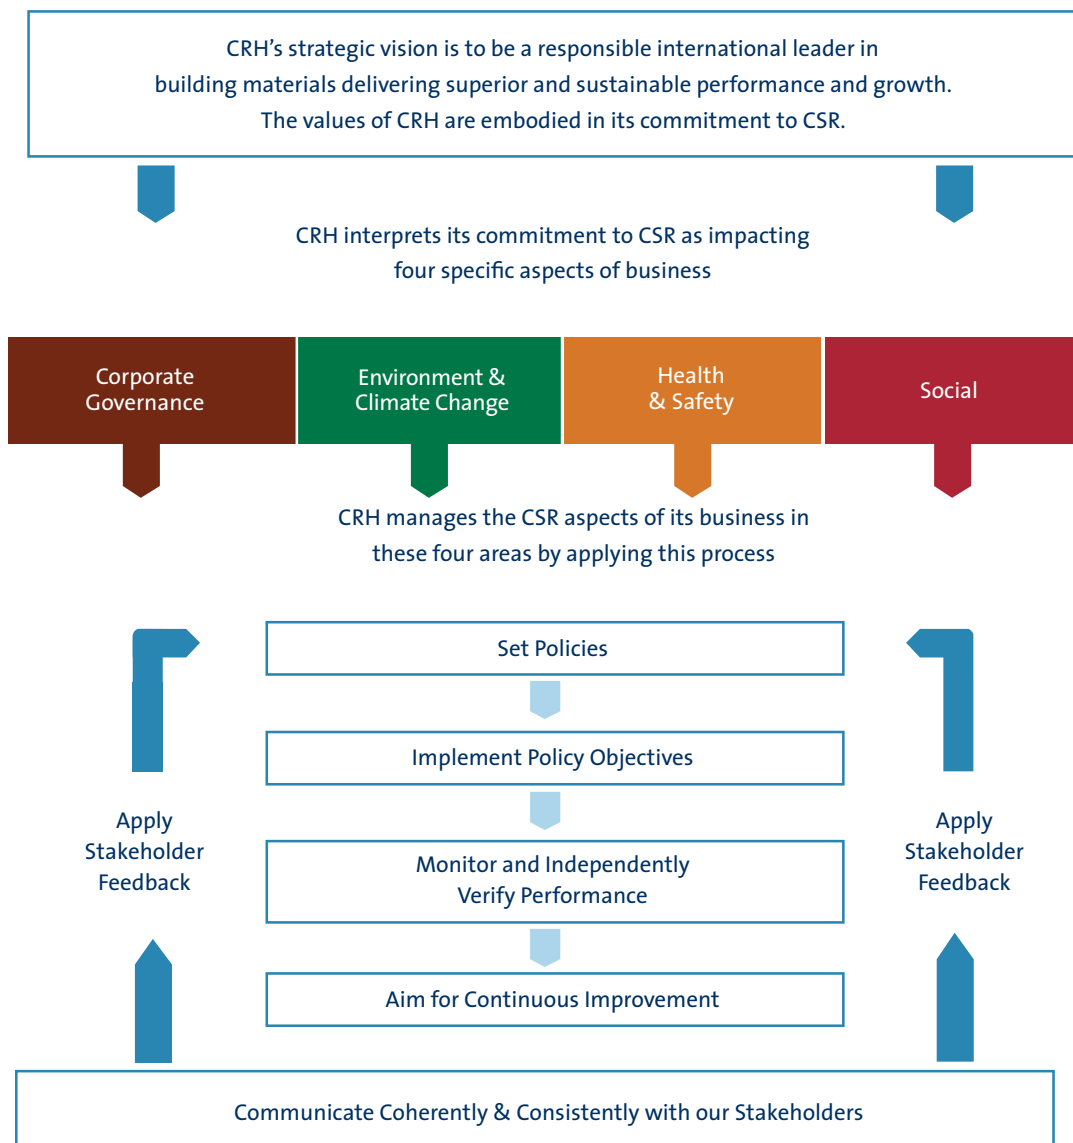 CRH’s strategic vision is to be a responsible international leader in
building materials delivering superior and sustainable performance and growth.
The values of CRH are embodied in its commitment to CSR.
CRH interprets its commitment to CSR as impacting
four specific aspects of business
Corporate
Governance
Environment &
Climate Change
Health
& Safety
Social
CRH manages the CSR aspects of its business in
these four areas by applying this process
Set Policies
Implement Policy Objectives
Apply
Stakeholder
Feedback
Monitor and Independently
Verify Performance
Apply
Stakeholder
Feedback
Aim for Continuous Improvement
Communicate Coherently & Consistently with our Stakeholders